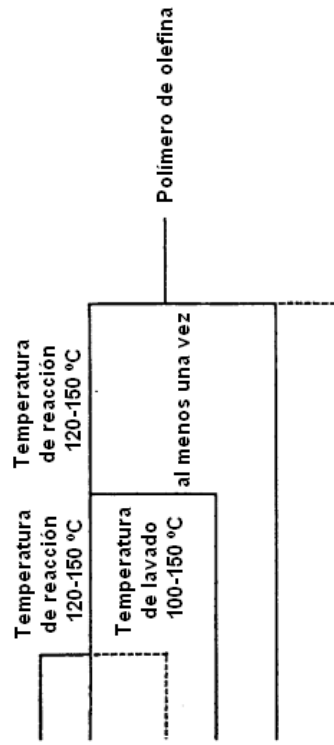 Temperatura
de reacción
120-150 ºC
Temperatura
de lavado
100-150 ºC
Temperatura
de reacción
120-150 ºC
al menos una vez
Polímero de olefina